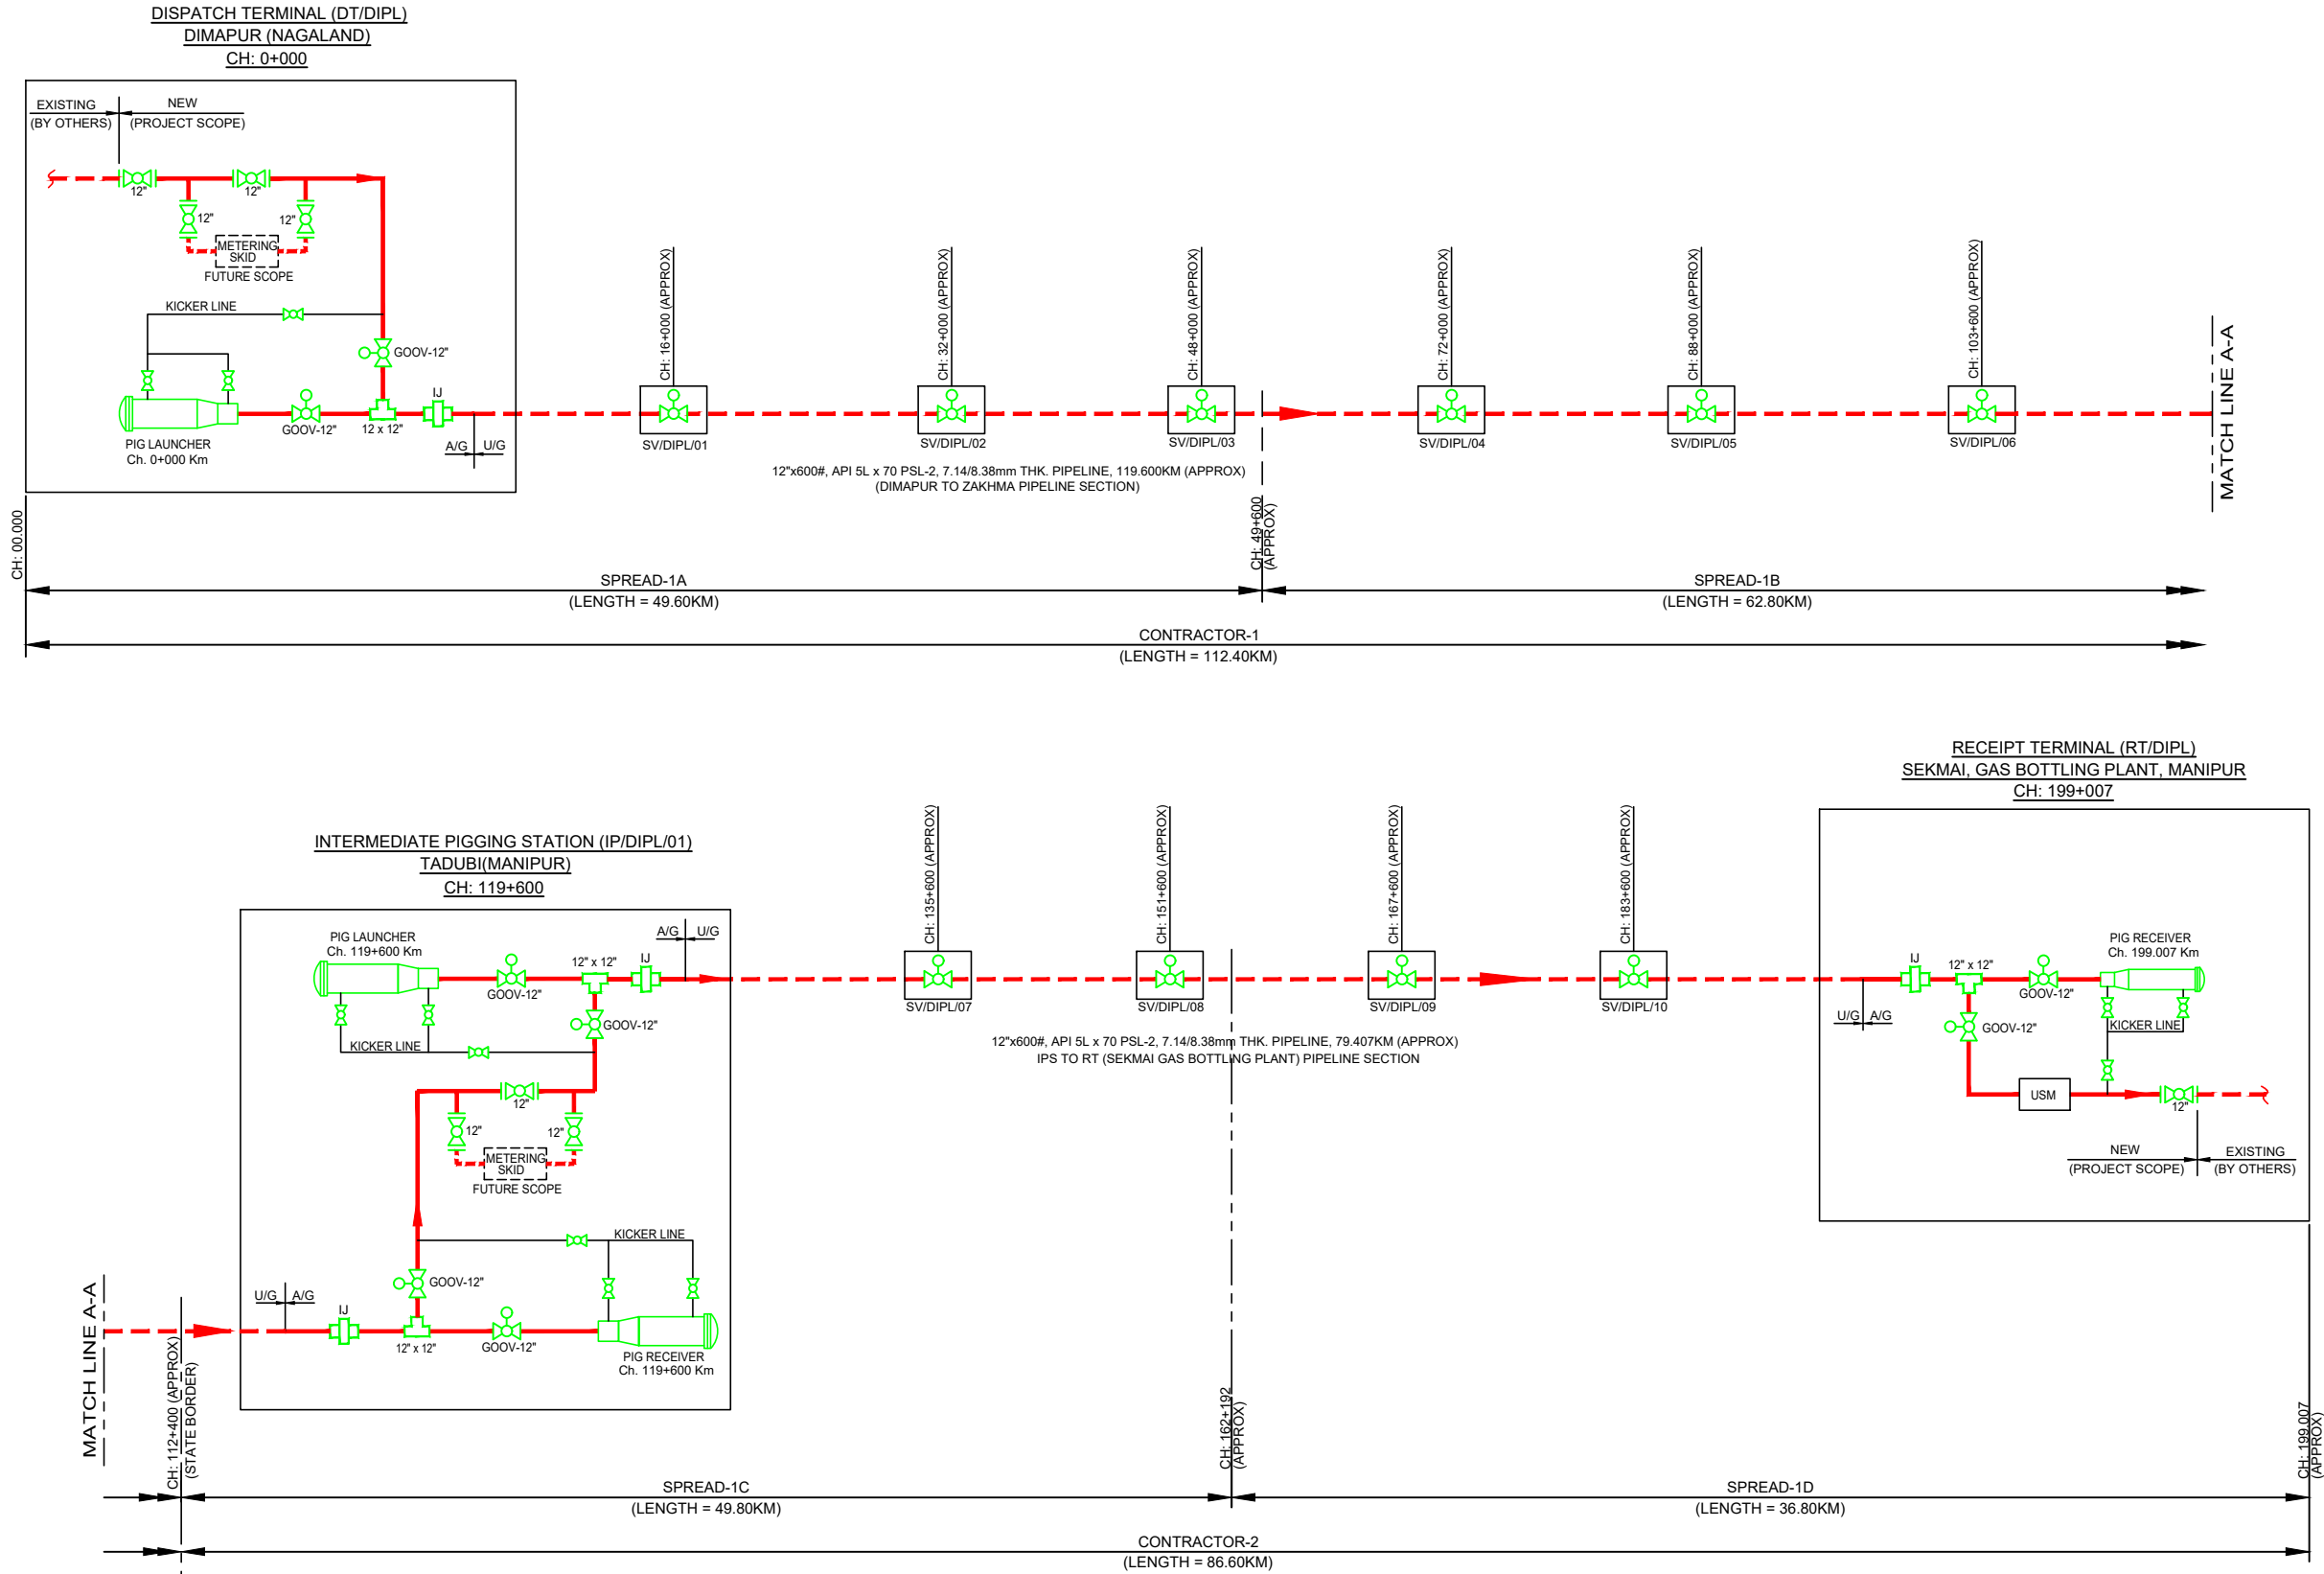 DISPATCH TERMINAL (DT/DIPL)
DIMAPUR (NAGALAND)
CH: 0+000
EXISTING
(BY OTHERS)
NEW
(PROJECT SCOPE)
12"
12"
12"
12"
METERING
SKID
FUTURE SCOPE
KICKER LINE
GOOV-12"
IJ
GOOV-12"
12 x 12"
A/G
U/G
PIG LAUNCHER
Ch. 0+000 Km
CH: 16+000 (APPROX)
SV/DIPL/01
CH: 32+000 (APPROX)
SV/DIPL/02
CH: 48+000 (APPROX)
SV/DIPL/03
CH: 72+000 (APPROX)
SV/DIPL/04
CH: 88+000 (APPROX)
SV/DIPL/05
CH: 103+600 (APPROX)
SV/DIPL/06
MATCH LINE A-A
12"x600#, API 5L x 70 PSL-2, 7.14/8.38mm THK. PIPELINE, 119.600KM (APPROX)
(DIMAPUR TO ZAKHMA PIPELINE SECTION)
CH: 00.000
CH: 49+600
(APPROX)
SPREAD-1A
(LENGTH = 49.60KM)
SPREAD-1B
(LENGTH = 62.80KM)
CONTRACTOR-1
(LENGTH = 112.40KM)
INTERMEDIATE PIGGING STATION (IP/DIPL/01)
TADUBI(MANIPUR)
CH: 119+600
PIG LAUNCHER
Ch. 119+600 Km
A/G
U/G
12" x 12"
IJ
GOOV-12"
GOOV-12"
KICKER LINE
12"
12"
12"
METERING
SKID
FUTURE SCOPE
KICKER LINE
GOOV-12"
U/G
A/G
IJ
12" x 12"
GOOV-12"
PIG RECEIVER
Ch. 119+600 Km
CH: 135+600 (APPROX)
SV/DIPL/07
CH: 151+600 (APPROX)
SV/DIPL/08
CH: 167+600 (APPROX)
SV/DIPL/09
CH: 183+600 (APPROX)
SV/DIPL/10
12"x600#, API 5L x 70 PSL-2, 7.14/8.38mm THK. PIPELINE, 79.407KM (APPROX)
IPS TO RT (SEKMAI GAS BOTTLING PLANT) PIPELINE SECTION
RECEIPT TERMINAL (RT/DIPL)
SEKMAI, GAS BOTTLING PLANT, MANIPUR
CH: 199+007
PIG RECEIVER
Ch. 199.007 Km
IJ
12" x 12"
GOOV-12"
U/G
A/G
GOOV-12"
KICKER LINE
USM
12"
NEW
(PROJECT SCOPE)
EXISTING
(BY OTHERS)
MATCH LINE A-A
CH: 112+400 (APPROX)
(STATE BORDER)
CH: 162+192
(APPROX)
CH: 199.007
(APPROX)
SPREAD-1C
(LENGTH = 49.80KM)
SPREAD-1D
(LENGTH = 36.80KM)
CONTRACTOR-2
(LENGTH = 86.60KM)